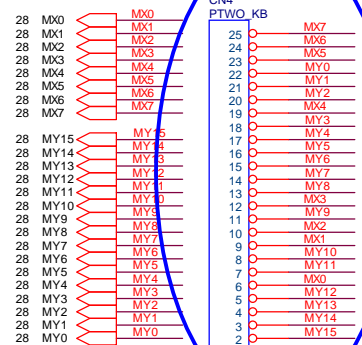 CN4
PTWO_KB
28 MX0 MX0
28 MX1 MX1
28 MX2 MX2
28 MX3 MX3
28 MX4 MX4
28 MX5 MX5
28 MX6 MX6
28 MX7 MX7
28 MY15 MY15
28 MY14 MY14
28 MY13 MY13
28 MY12 MY12
28 MY11 MY11
28 MY10 MY10
28 MY9 MY9
28 MY8 MY8
28 MY7 MY7
28 MY6 MY6
28 MY5 MY5
28 MY4 MY4
28 MY3 MY3
28 MY2 MY2
28 MY1 MY1
28 MY0 MY0
25 MX7
24 MX6
23 MX5
22 MY0
21 MY1
20 MY2
19 MX4
18 MY3
17 MY4
16 MY5
15 MY6
14 MY7
13 MY8
12 MX3
11 MY9
10 MX2
9 MX1
8 MY10
7 MY11
6 MX0
5 MY12
4 MY13
3 MY14
2 MY15